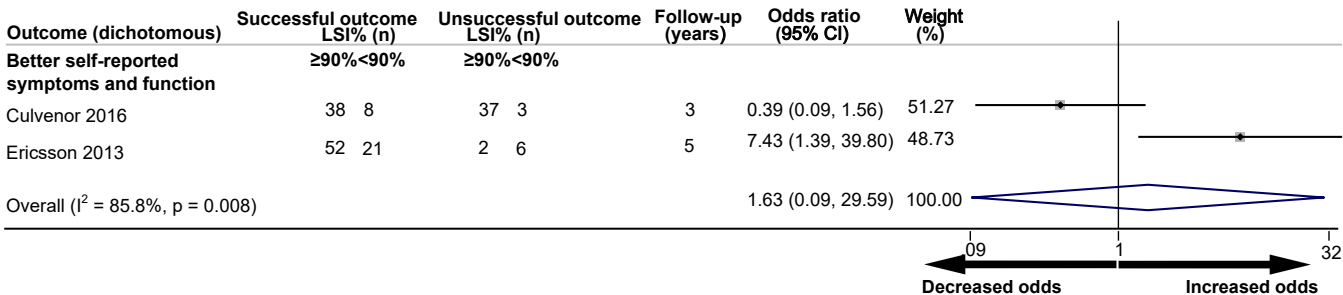 Outcome (dichotomous) Successful outcome LSI% (n) Unsuccessful outcome LSI% (n) Follow-up (years) Odds ratio (95% CI) Weight (%)
Better self-reported symptoms and function ≥90%<90% ≥90%<90%
Culvenor 2016 38 8 37 3 3 0.39 (0.09, 1.56) 51.27
Ericsson 2013 52 21 2 6 5 7.43 (1.39, 39.80) 48.73
Overall (I² = 85.8%, p = 0.008) 1.63 (0.09, 29.59) 100.00
.09 1 32
Decreased odds Increased odds